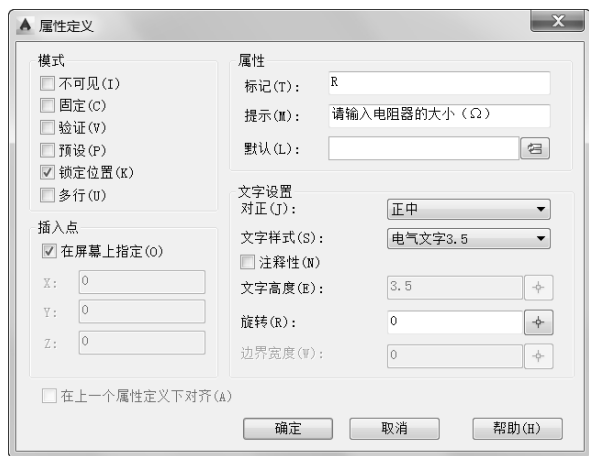 属性定义
模式
不可见(I)
固定(C)
验证(V)
预设(P)
锁定位置(K)
多行(U)
插入点
在屏幕上指定(O)
X: 0
Y: 0
Z: 0
属性
标记(T): R
提示(M): 请输入电阻器的大小（Ω）
默认(L):
文字设置
对正(J): 正中
文字样式(S): 电气文字3.5
注释性(N)
文字高度(E): 3.5
旋转(R): 0
边界宽度(W): 0
在上一个属性定义下对齐(A)
确定 取消 帮助(H)